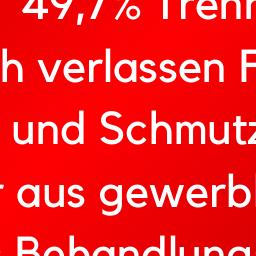 49,7% Trenn
h verlassen F
und Schmutz
r aus gewerbl
Behandlung